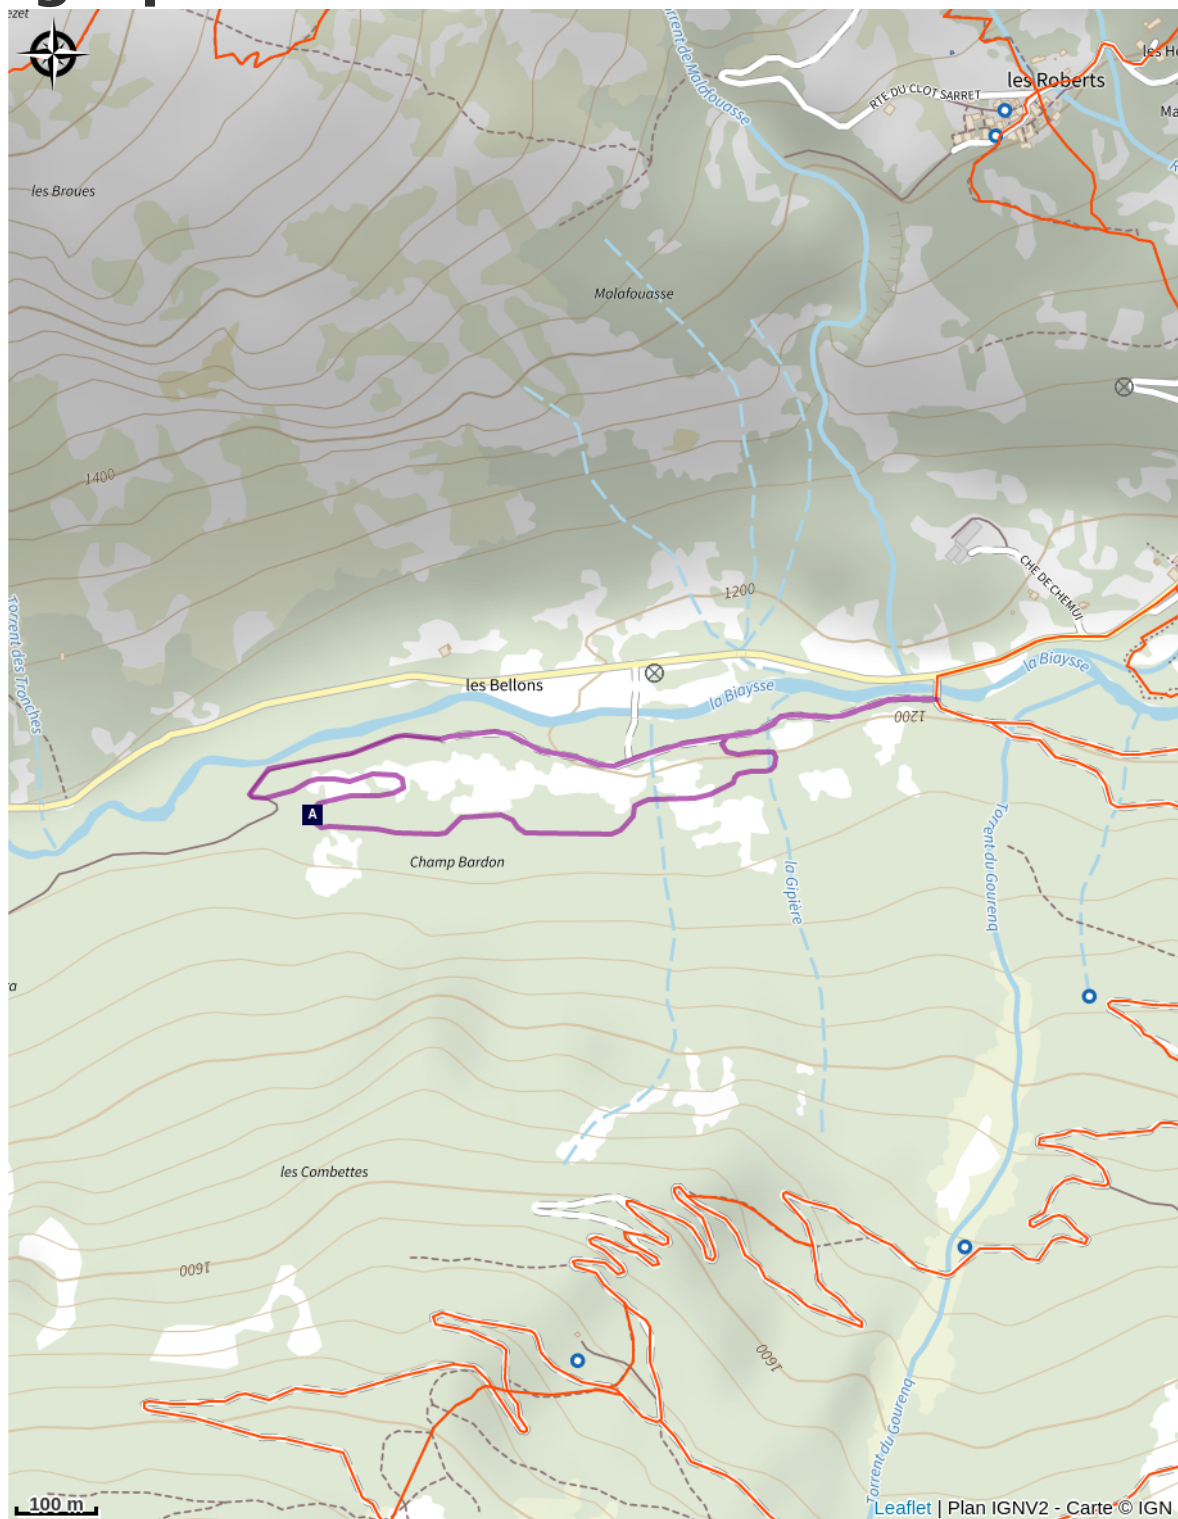 ezet
Torrent de Malafouasse
les He
les Roberts
RTE DU CLOT SARRET
Ma
R
les Broues
Malafouasse
1400
CHE DE CHEMUI
1200
Torrent des Tronches
la Biaysse
les Bellons
la Biaysse
1200
A
Champ Bardon
la Gipière
Torrent du Gourenq
ra
les Combettes
1600
1600
Torrent du Gourenq
100 m
Leaflet | Plan IGNV2 - Carte © IGN